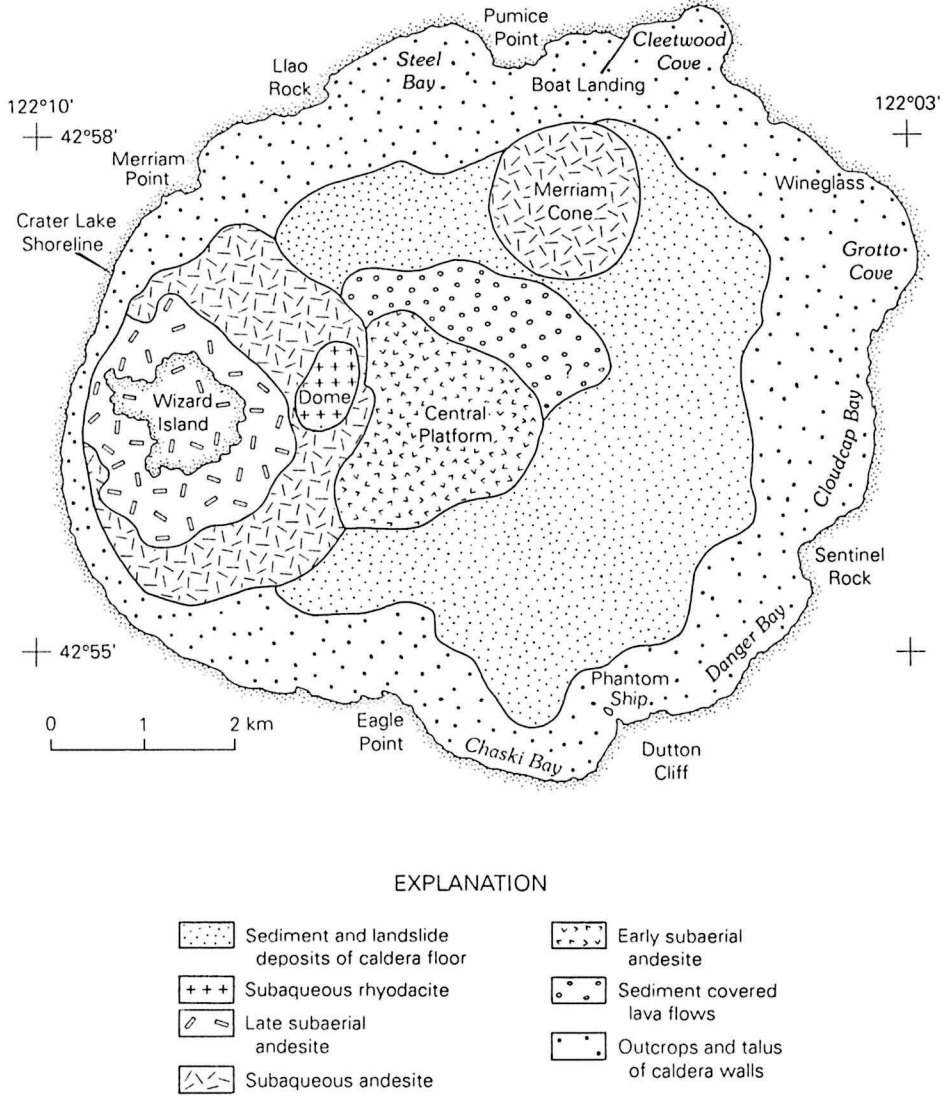 Pumice
Point
Cleetwood
Cove
Steel
Bay
Llao
Rock
Boat Landing
122°10'
122°03'
42°58'
Merriam
Point
Wineglass
Merriam
Cone
Crater Lake
Shoreline
Grotto
Cove
?
Wizard
Island
Dome
Central
Platform
Cloudcap Bay
Sentinel
Rock
42°55'
Danger Bay
Phantom
Ship
0 1 2 km
Eagle
Point
Chaski Bay
Dutton
Cliff
EXPLANATION
Sediment and landslide
deposits of caldera floor
Subaqueous rhyodacite
Late subaerial
andesite
Subaqueous andesite
Early subaerial
andesite
Sediment covered
lava flows
Outcrops and talus
of caldera walls